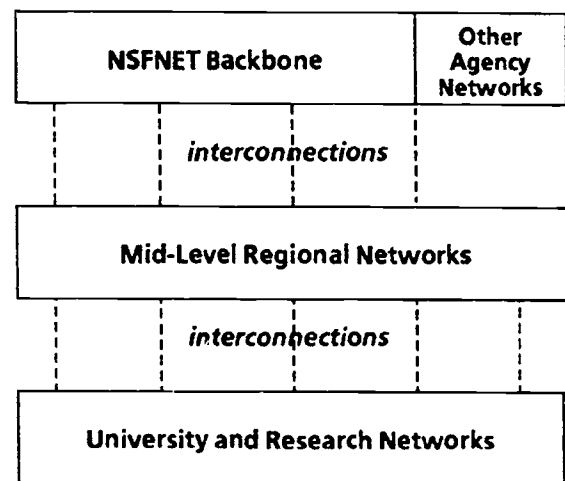 NSFNET Backbone
Other
Agency
Networks
interconnections
Mid-Level Regional Networks
interconnections
University and Research Networks